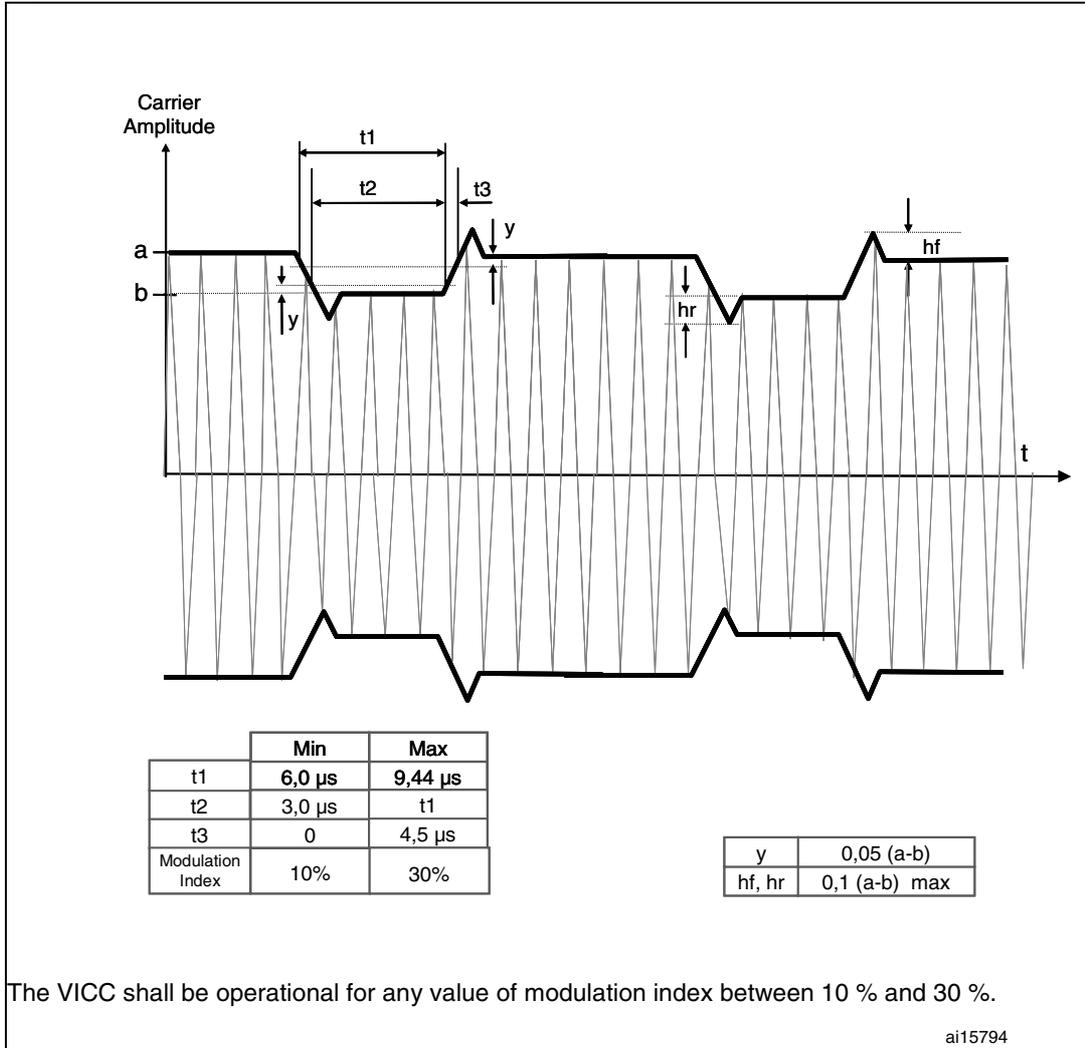 Carrier
Amplitude
t1
t2
t3
y
a
hf
b
hr
y
t
Min Max
t1 6,0 µs 9,44 µs
t2 3,0 µs t1
t3 0 4,5 µs
Modulation
Index 10% 30%
y 0,05 (a-b)
hf, hr 0,1 (a-b) max
The VICC shall be operational for any value of modulation index between 10 % and 30 %.
ai15794